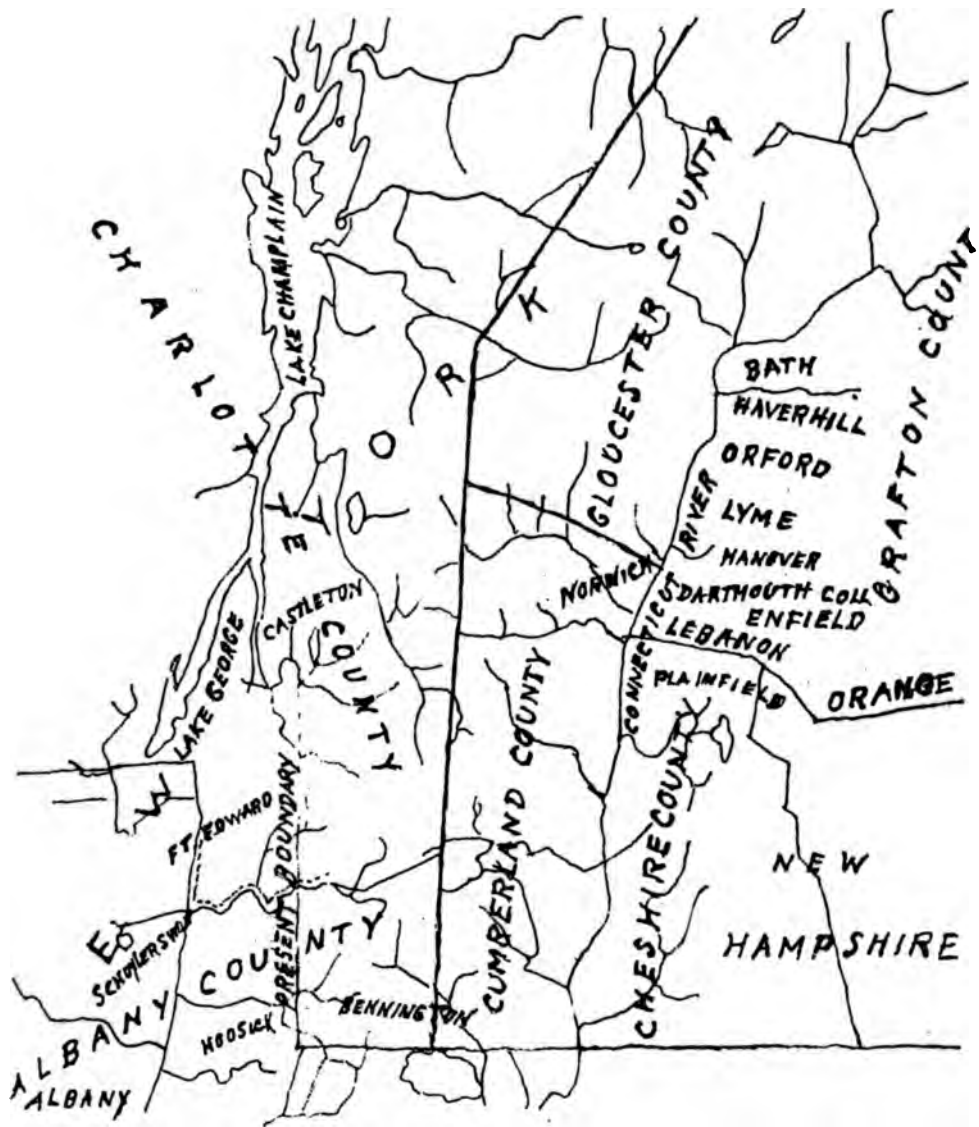 CHARLOTTE COUNTY
LAKE CHAMPLAIN
NEW YORK
GLOUCESTER COUNTY
GRAFTON COUNTY
BATH
HAVERHILL
ORFORD
LYME
HANOVER
DARTMOUTH COLL
ENFIELD
LEBANON
PLAINFIELD
ORANGE
CONNECTICUT RIVER
NORWICH
CASTLETON
LAKE GEORGE
FT. EDWARD
PRESENT BOUNDARY
CUMBERLAND COUNTY
CHESHIRE COUNTY
NEW
HAMPSHIRE
ALBANY COUNTY
BENNINGTON
HOOSICK
ALBANY